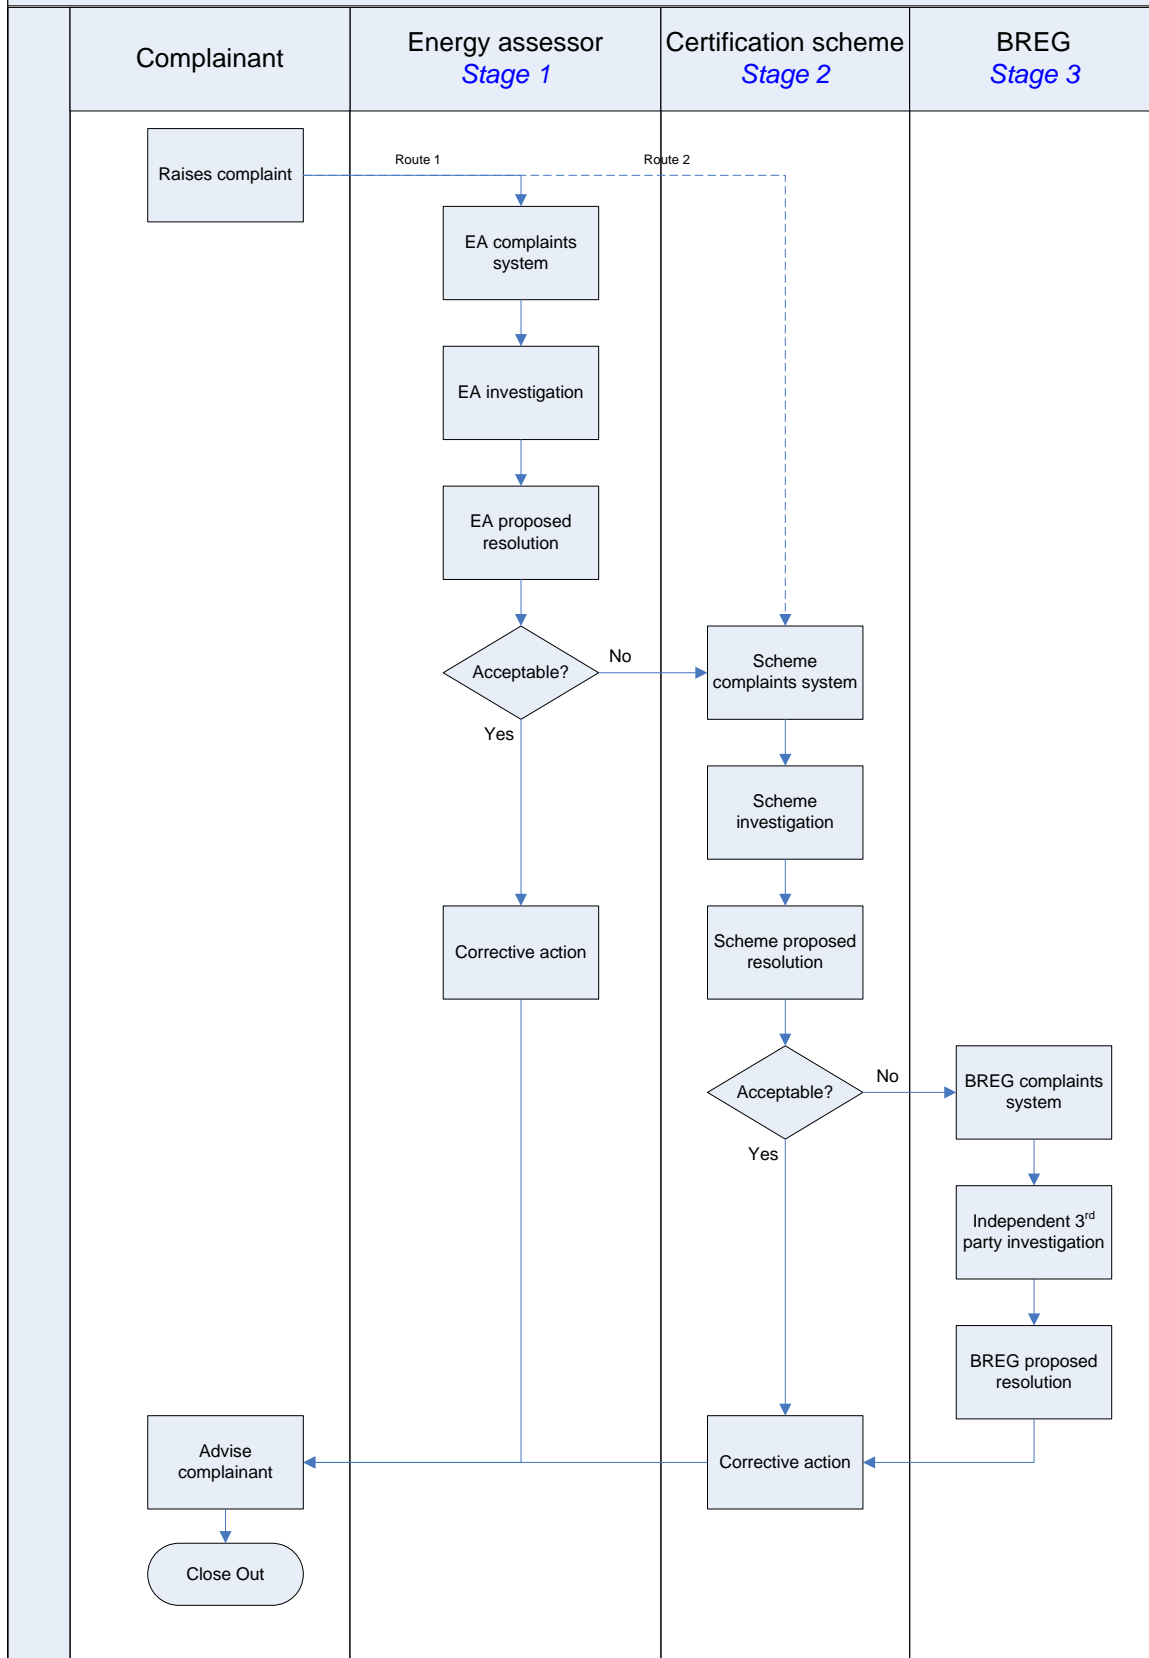 Complainant
Energy assessor
Stage 1
Certification scheme
Stage 2
BREG
Stage 3
Raises complaint
Route 1
Route 2
EA complaints
system
EA investigation
EA proposed
resolution
Acceptable?
No
Yes
Scheme
complaints system
Scheme
investigation
Corrective action
Scheme proposed
resolution
Acceptable?
No
Yes
BREG complaints
system
Independent 3rd
party investigation
BREG proposed
resolution
Advise
complainant
Corrective action
Close Out